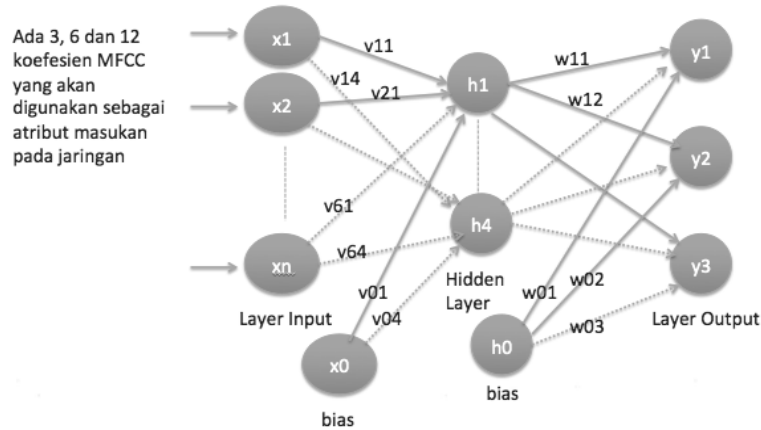 Ada 3, 6 dan 12
koefesien MFCC
yang akan
digunakan sebagai
atribut masukan
pada jaringan
x1
x2
xn
x0
bias
Layer Input
v11
v14
v21
v61
v64
v01
v04
h1
h4
Hidden
Layer
h0
bias
w11
w12
w01
w02
w03
y1
y2
y3
Layer Output